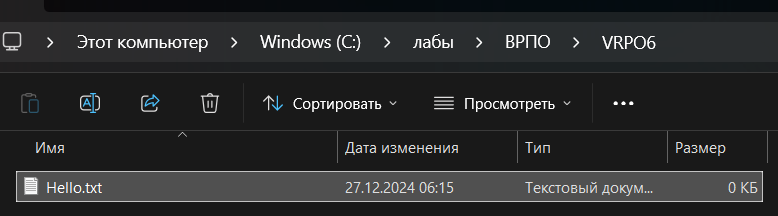 Этот компьютер > Windows (C:) > лабы > ВРПО > VRPO6
Сортировать Просмотреть •••
Имя Дата изменения Тип Размер
Hello.txt 27.12.2024 06:15 Текстовый докум... 0 КБ